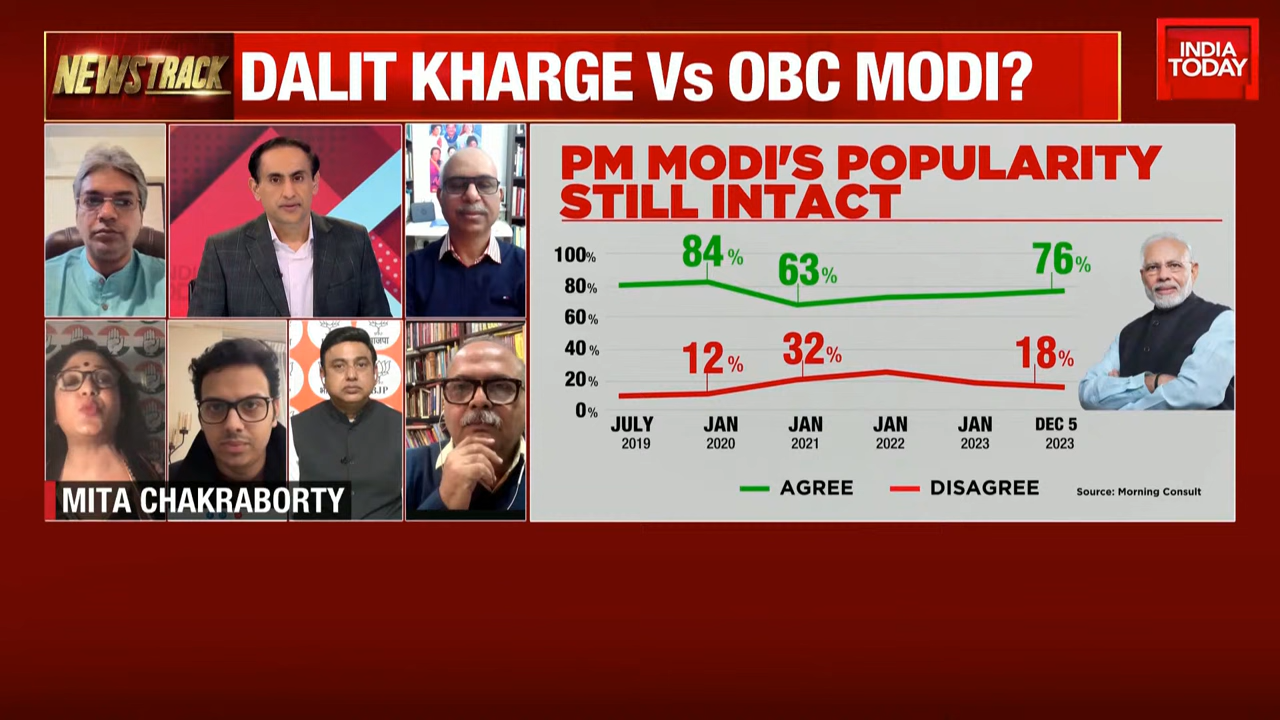 NEWSTRACK
DALIT KHARGE Vs OBC MODI?
INDIA
TODAY
PM MODI'S POPULARITY
STILL INTACT
100%
80%
60%
40%
20%
0%
84%
63%
76%
12%
32%
18%
JULY
2019
JAN
2020
JAN
2021
JAN
2022
JAN
2023
DEC 5
2023
AGREE
DISAGREE
Source: Morning Consult
MITA CHAKRABORTY